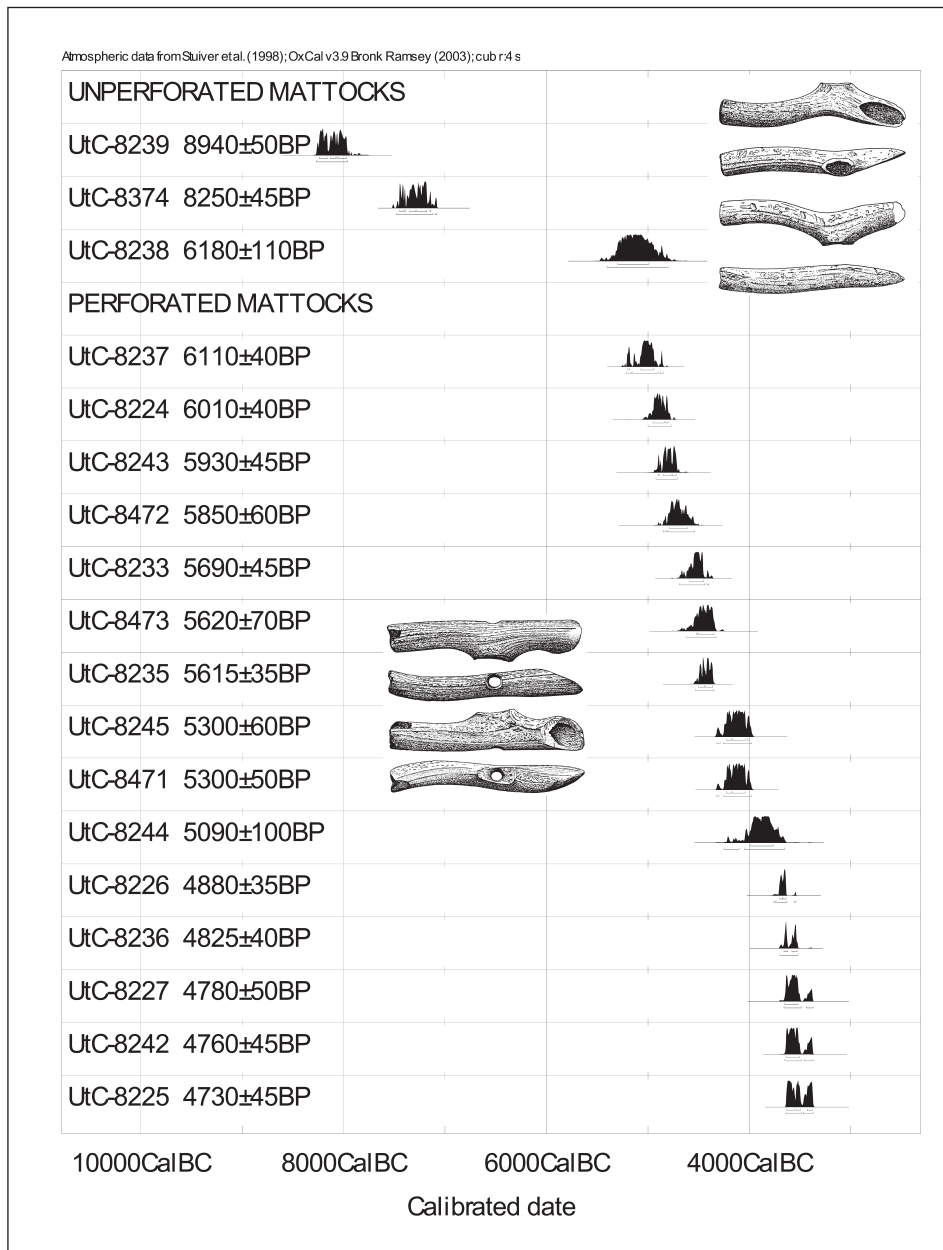 Atmospheric data from Stuiver et al. (1998); OxCal v3.9 Bronk Ramsey (2003); cub r:4 s
UNPERFORATED MATTOCKS
UtC-8239 8940±50BP
UtC-8374 8250±45BP
UtC-8238 6180±110BP
PERFORATED MATTOCKS
UtC-8237 6110±40BP
UtC-8224 6010±40BP
UtC-8243 5930±45BP
UtC-8472 5850±60BP
UtC-8233 5690±45BP
UtC-8473 5620±70BP
UtC-8235 5615±35BP
UtC-8245 5300±60BP
UtC-8471 5300±50BP
UtC-8244 5090±100BP
UtC-8226 4880±35BP
UtC-8236 4825±40BP
UtC-8227 4780±50BP
UtC-8242 4760±45BP
UtC-8225 4730±45BP
10000CalBC 8000CalBC 6000CalBC 4000CalBC
Calibrated date